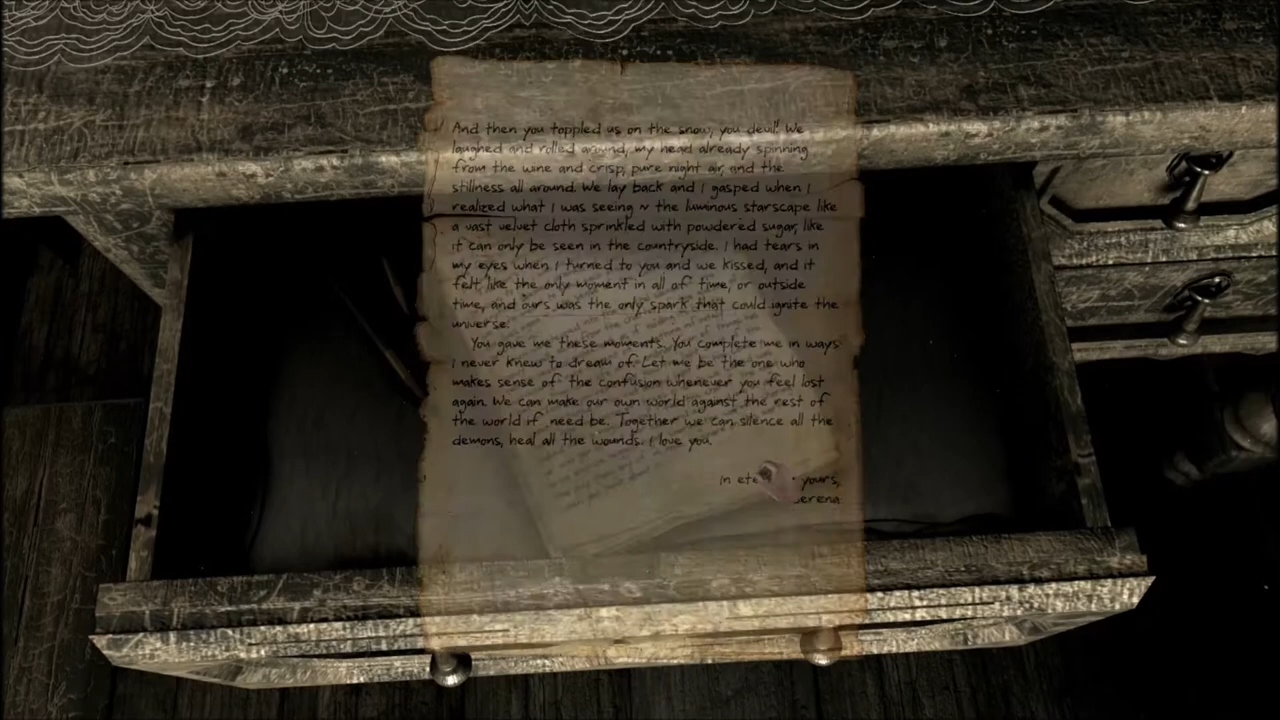 And then you toppled us on the snow, you devil! We
laughed and rolled around, my head already spinning
from the wine and crisp, pure night air, and the
stillness all around. We lay back and I gasped when I
realized what I was seeing ~ the luminous starscape like
a vast velvet cloth sprinkled with powdered sugar, like
it can only be seen in the countryside. I had tears in
my eyes when I turned to you and we kissed, and it
felt like the only moment in all of time, or outside
time, and ours was the only spark that could ignite the
universe.
You gave me these moments. You complete me in ways
I never knew to dream of. Let me be the one who
makes sense of the confusion whenever you feel lost
again. We can make our own world against the rest of
the world if need be. Together we can silence all the
demons, heal all the wounds. I love you.
In yours,